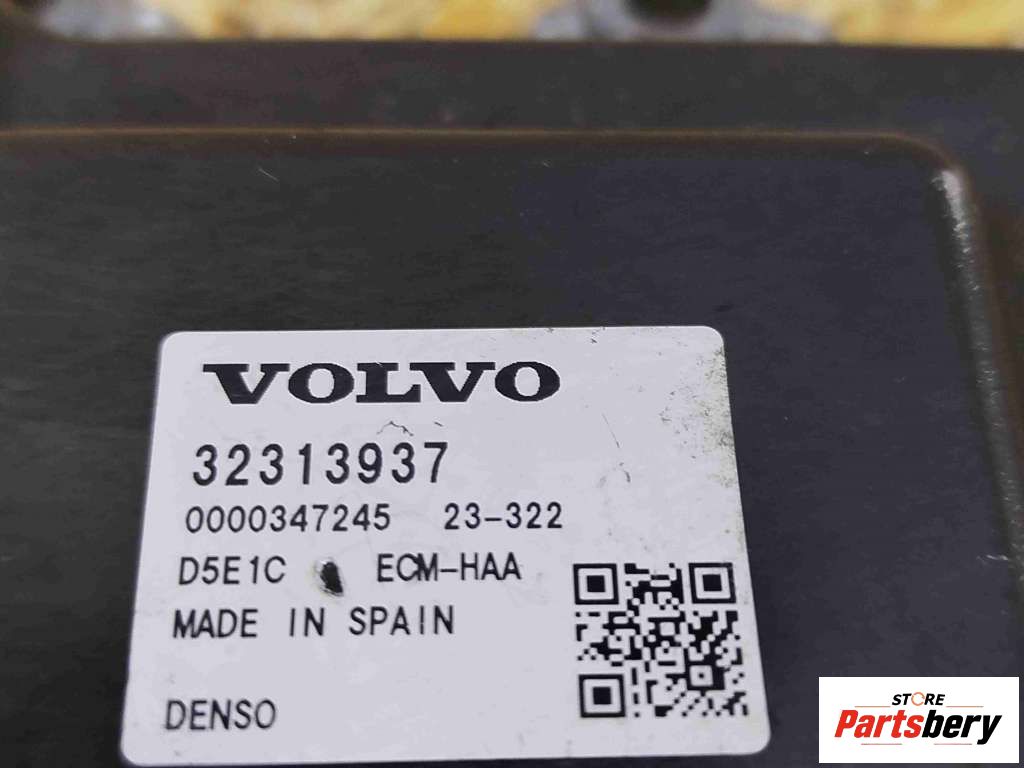 VOLVO
32313937
0000347245 23-322
D5E1C ECM-HAA
MADE IN SPAIN
DENSO
STORE
Partsbery